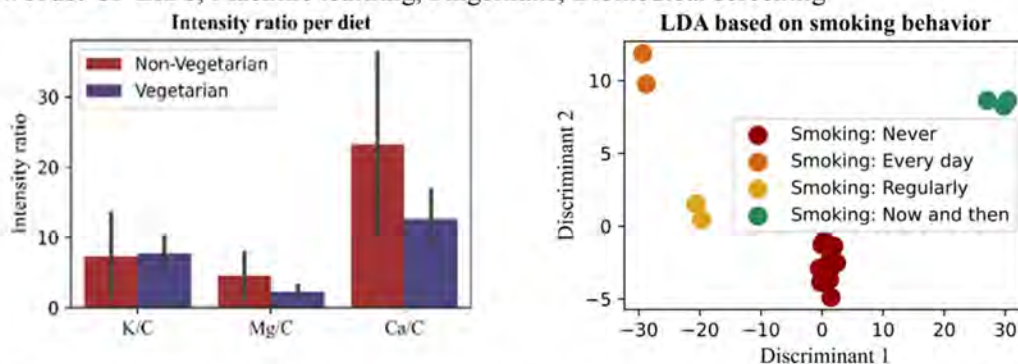 Intensity ratio per diet
Non-Vegetarian
Vegetarian
Intensity ratio
30
20
10
0
K/C
Mg/C
Ca/C
LDA based on smoking behavior
Discriminant 2
10
5
0
−5
Smoking: Never
Smoking: Every day
Smoking: Regularly
Smoking: Now and then
−30
−20
−10
0
10
20
30
Discriminant 1